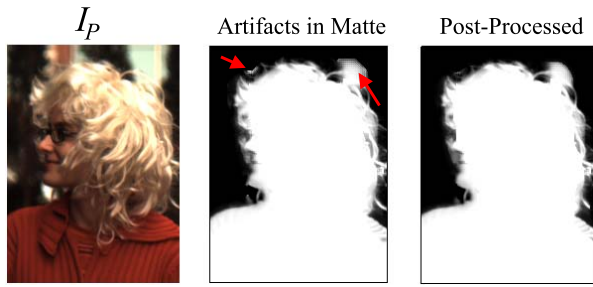 I_P
Artifacts in Matte
Post-Processed